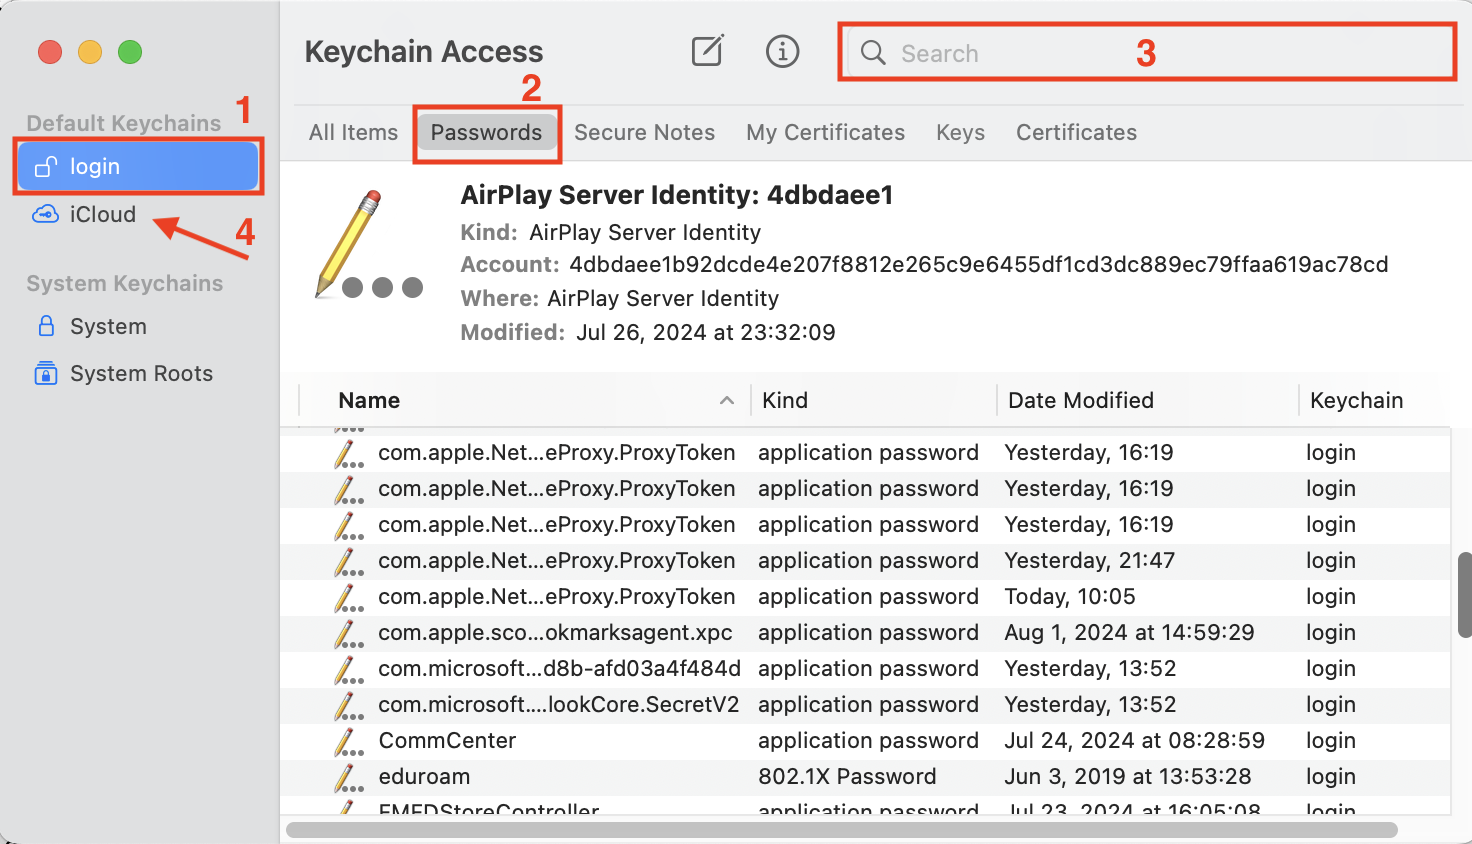 Keychain Access
Search
3
2
1
Default Keychains
login
iCloud
4
System Keychains
System
System Roots
All Items Passwords Secure Notes My Certificates Keys Certificates
AirPlay Server Identity: 4dbdaee1
Kind: AirPlay Server Identity
Account: 4dbdaee1b92dcde4e207f8812e265c9e6455df1cd3dc889ec79ffaa619ac78cd
Where: AirPlay Server Identity
Modified: Jul 26, 2024 at 23:32:09
Name Kind Date Modified Keychain
com.apple.Net...eProxy.ProxyToken application password Yesterday, 16:19 login
com.apple.Net...eProxy.ProxyToken application password Yesterday, 16:19 login
com.apple.Net...eProxy.ProxyToken application password Yesterday, 16:19 login
com.apple.Net...eProxy.ProxyToken application password Yesterday, 21:47 login
com.apple.Net...eProxy.ProxyToken application password Today, 10:05 login
com.apple.sco...okmarksagent.xpc application password Aug 1, 2024 at 14:59:29 login
com.microsoft...d8b-afd03a4f484d application password Yesterday, 13:52 login
com.microsoft....lookCore.SecretV2 application password Yesterday, 13:52 login
CommCenter application password Jul 24, 2024 at 08:28:59 login
eduroam 802.1X Password Jun 3, 2019 at 13:53:28 login
FMFDStoreController application password Jul 23, 2024 at 16:05:08 login